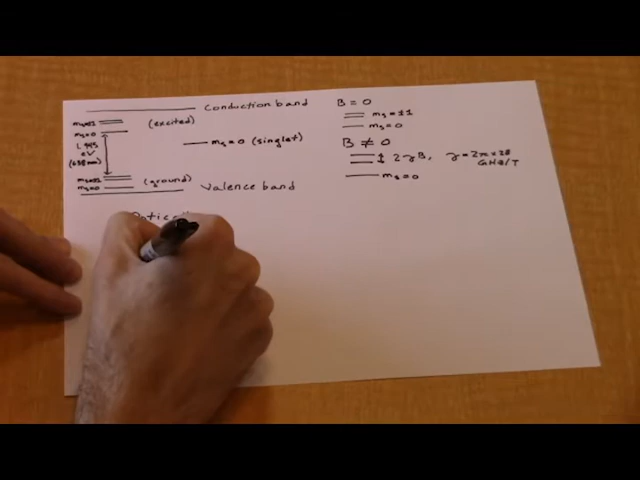 Conduction band
ms=±1
(excited)
ms=0
1.945
eV
(638nm)
ms=0 (singlet)
ms=±1
(ground)
ms=0
Valence band
B = 0
ms=±1
ms=0
B ≠ 0
2γB, γ=2π×28
GHz/T
ms=0